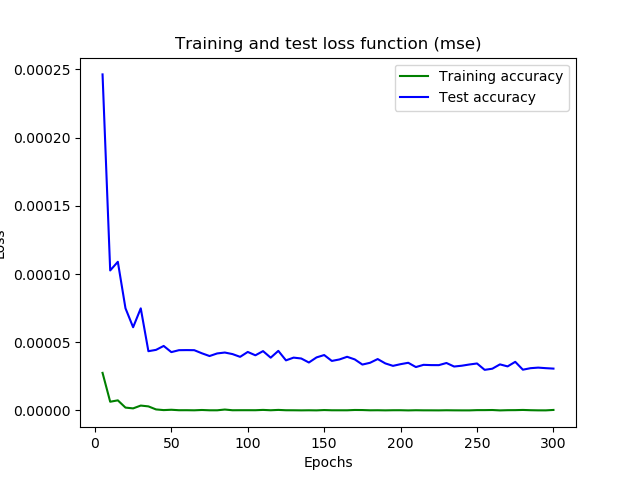 Training and test loss function (mse)
Training accuracy
Test accuracy
0.00025
0.00020
0.00015
0.00010
0.00005
0.00000
Loss
0 50 100 150 200 250 300
Epochs